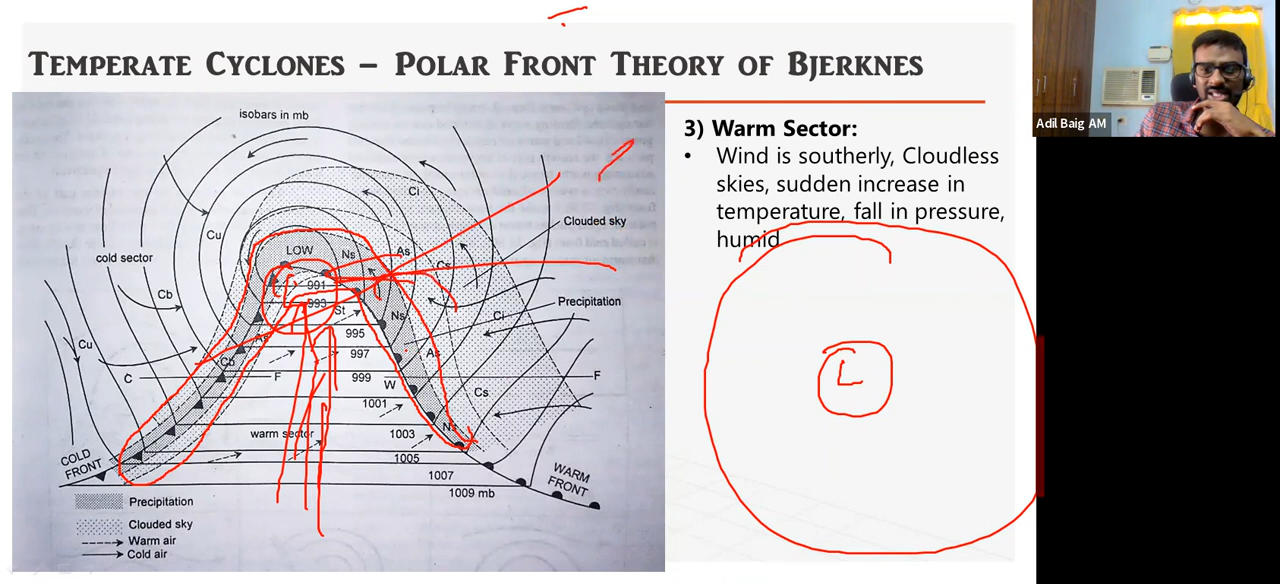 TEMPERATE CYCLONES – POLAR FRONT THEORY OF BJERKNES
Adil Baig AM
3) Warm Sector:
• Wind is southerly, Cloudless
skies, sudden increase in
temperature, fall in pressure,
humid
L
isobars in mb
Ci
Clouded sky
Cu
LOW
Ns
As
Cs
cold sector
991
Cb
993
St
Precipitation
Ns
Ci
995
As
Cu
Cb
997
As
C
F
999
W
F
Cs
1001
warm sector
1003
Ns
1005
COLD
FRONT
1007
WARM
FRONT
1009 mb
Precipitation
Clouded sky
Warm air
Cold air